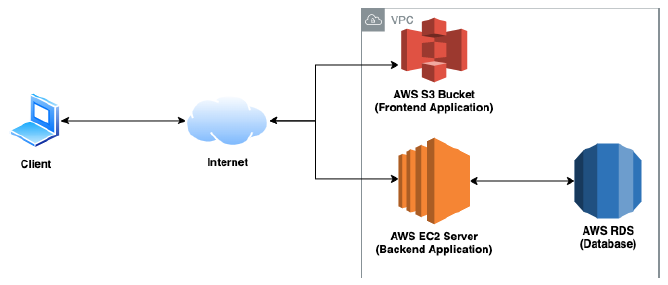 VPC
AWS S3 Bucket
(Frontend Application)
Client
Internet
AWS EC2 Server
(Backend Application)
AWS RDS
(Database)